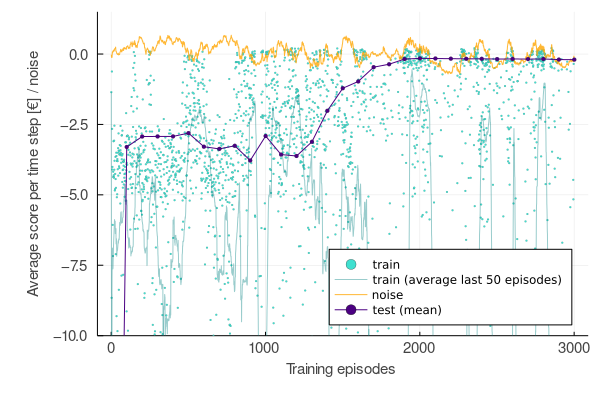 Average score per time step [€] / noise
0.0
−2.5
−5.0
−7.5
−10.0
train
train (average last 50 episodes)
noise
test (mean)
0
1000
2000
3000
Training episodes